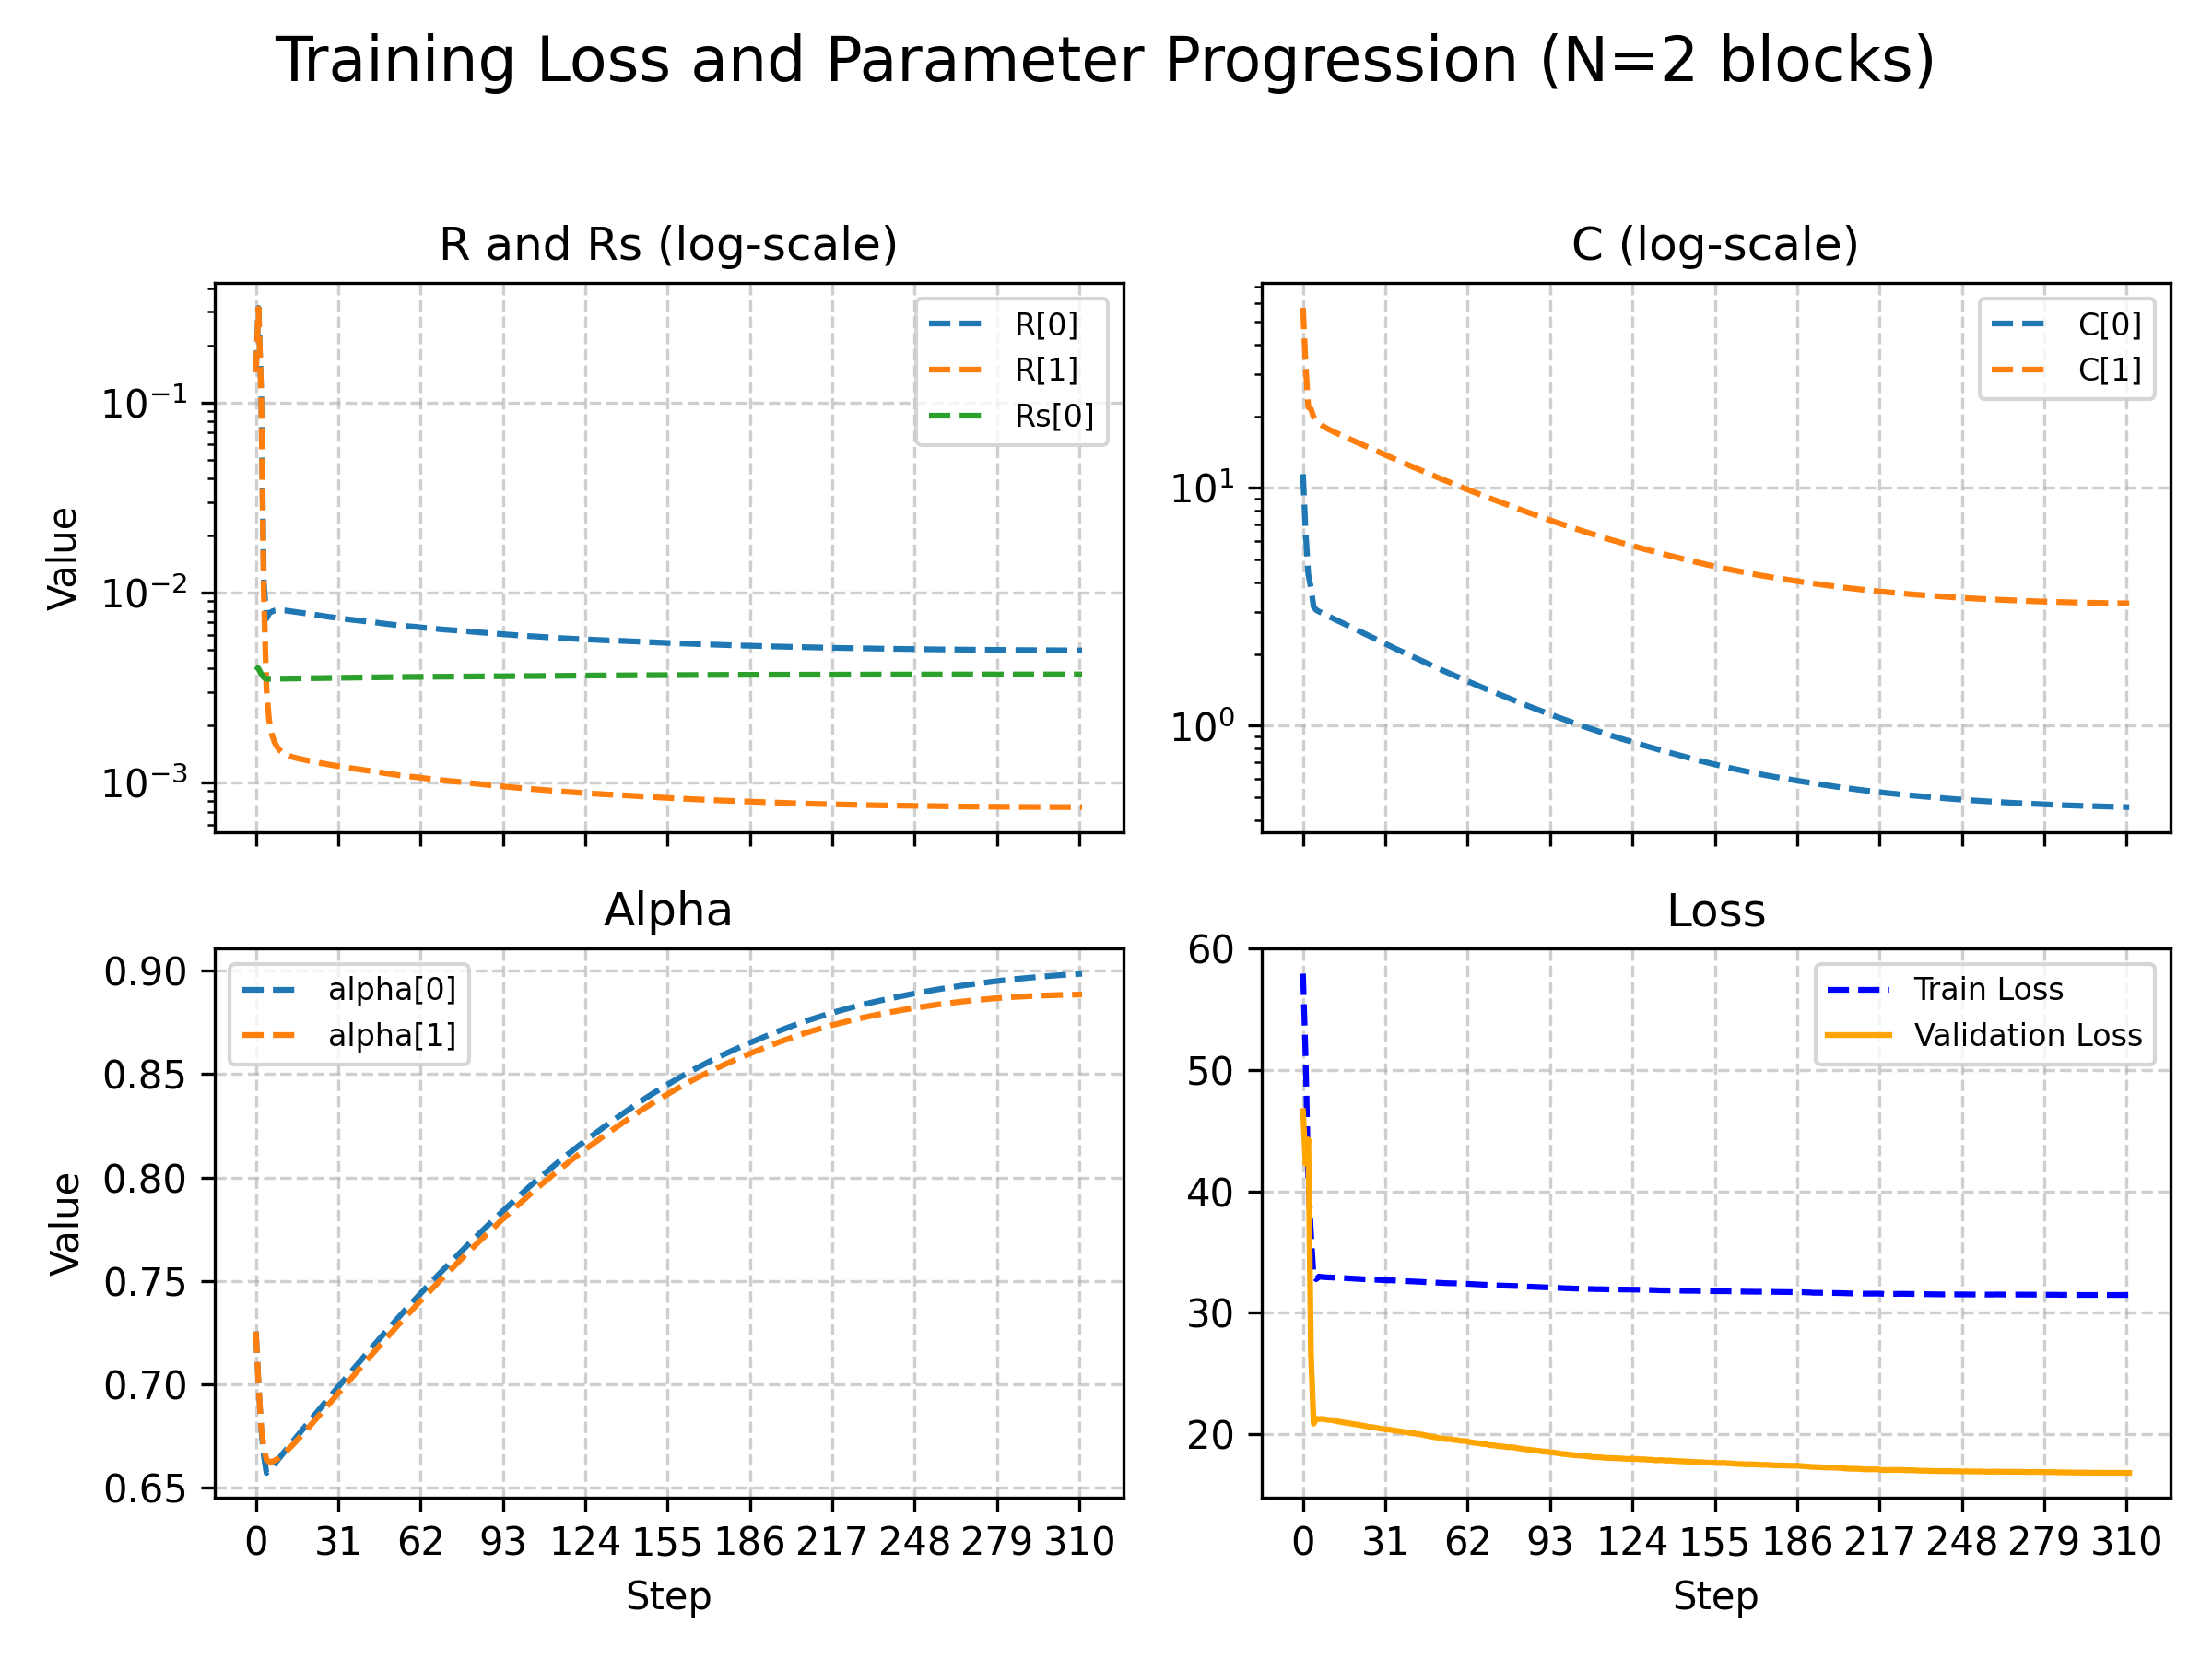 Training Loss and Parameter Progression (N=2 blocks)
R and Rs (log-scale)
Value
10⁻¹
10⁻²
10⁻³
R[0]
R[1]
Rs[0]
C (log-scale)
10¹
10⁰
C[0]
C[1]
Alpha
Value
0.90
0.85
0.80
0.75
0.70
0.65
alpha[0]
alpha[1]
0 31 62 93 124 155 186 217 248 279 310
Step
Loss
60
50
40
30
20
Train Loss
Validation Loss
0 31 62 93 124 155 186 217 248 279 310
Step